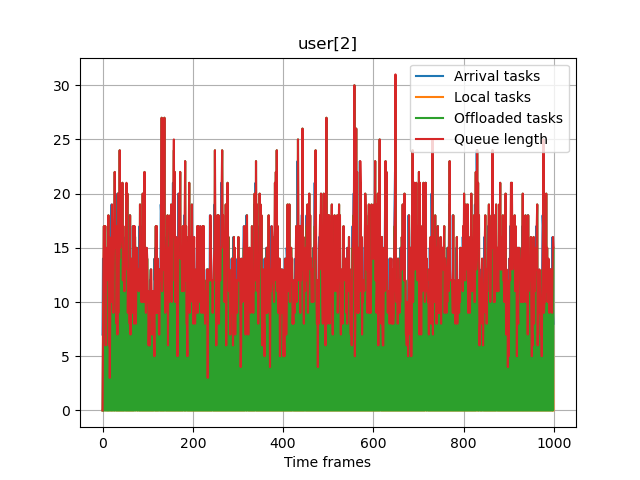 user[2]
Arrival tasks
Local tasks
Offloaded tasks
Queue length
30
25
20
15
10
5
0
0 200 400 600 800 1000
Time frames